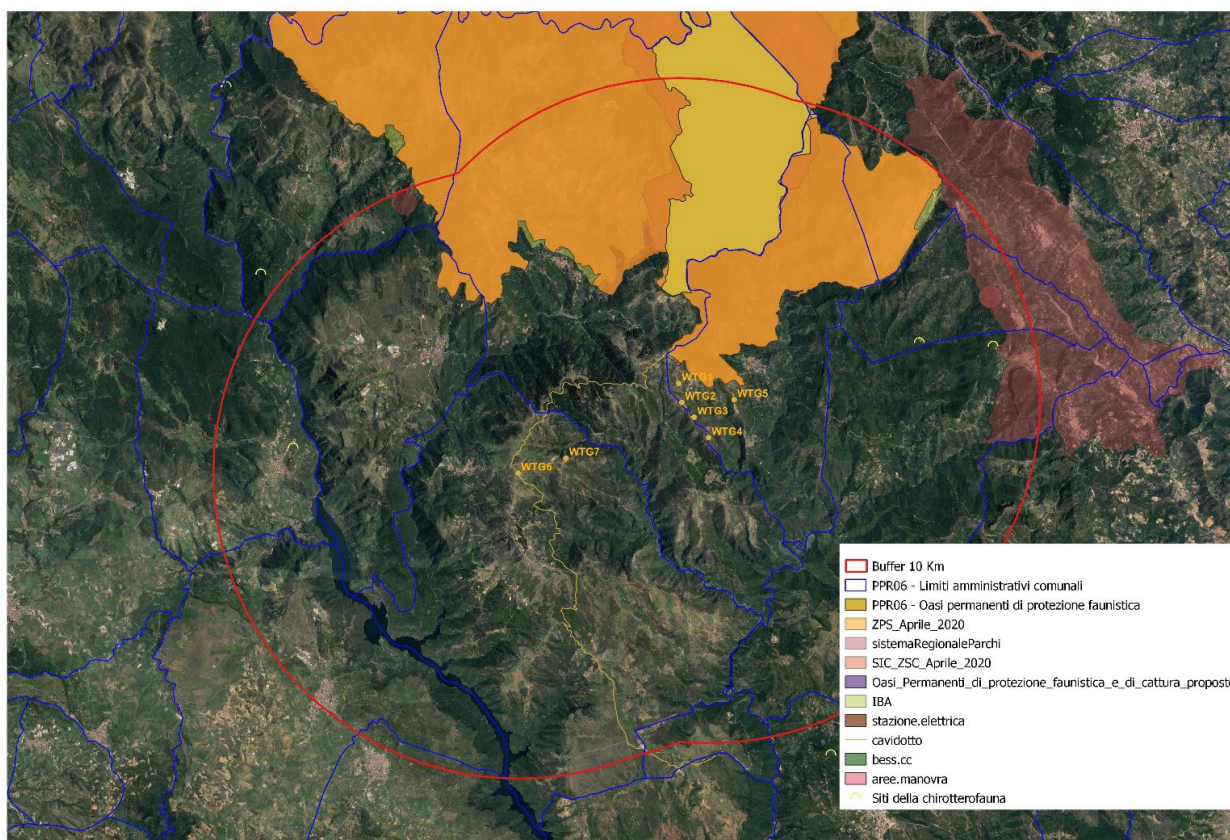 WTG1
WTG2
WTG5
WTG3
WTG4
WTG7
WTG6
Buffer 10 Km
PPR06 - Limiti amministrativi comunali
PPR06 - Oasi permanenti di protezione faunistica
ZPS_Aprile_2020
sistemaRegionaleParchi
SIC_ZSC_Aprile_2020
Oasi_Permanenti_di_protezione_faunistica_e_di_cattura_proposte
IBA
stazione.elettrica
cavidotto
bess.cc
aree.manovra
Siti della chirotterofauna